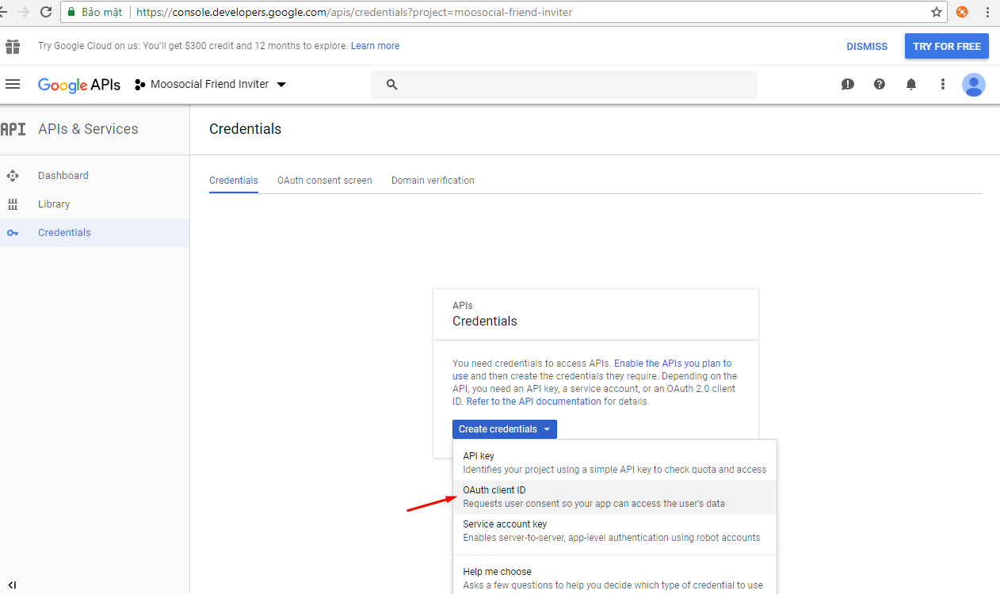 Bảo mật
https://console.developers.google.com/apis/credentials?project=moosocial-friend-inviter
Try Google Cloud on us: You'll get $300 credit and 12 months to explore. Learn more
DISMISS
TRY FOR FREE
Google APIs
Moosocial Friend Inviter
API
APIs & Services
Credentials
Dashboard
Library
Credentials
Credentials
OAuth consent screen
Domain verification
APIs
Credentials
You need credentials to access APIs. Enable the APIs you plan to
use and then create the credentials they require. Depending on the
API, you need an API key, a service account, or an OAuth 2.0 client
ID. Refer to the API documentation for details.
Create credentials
API key
Identifies your project using a simple API key to check quota and access
OAuth client ID
Requests user consent so your app can access the user's data
Service account key
Enables server-to-server, app-level authentication using robot accounts
Help me choose
Asks a few questions to help you decide which type of credential to use